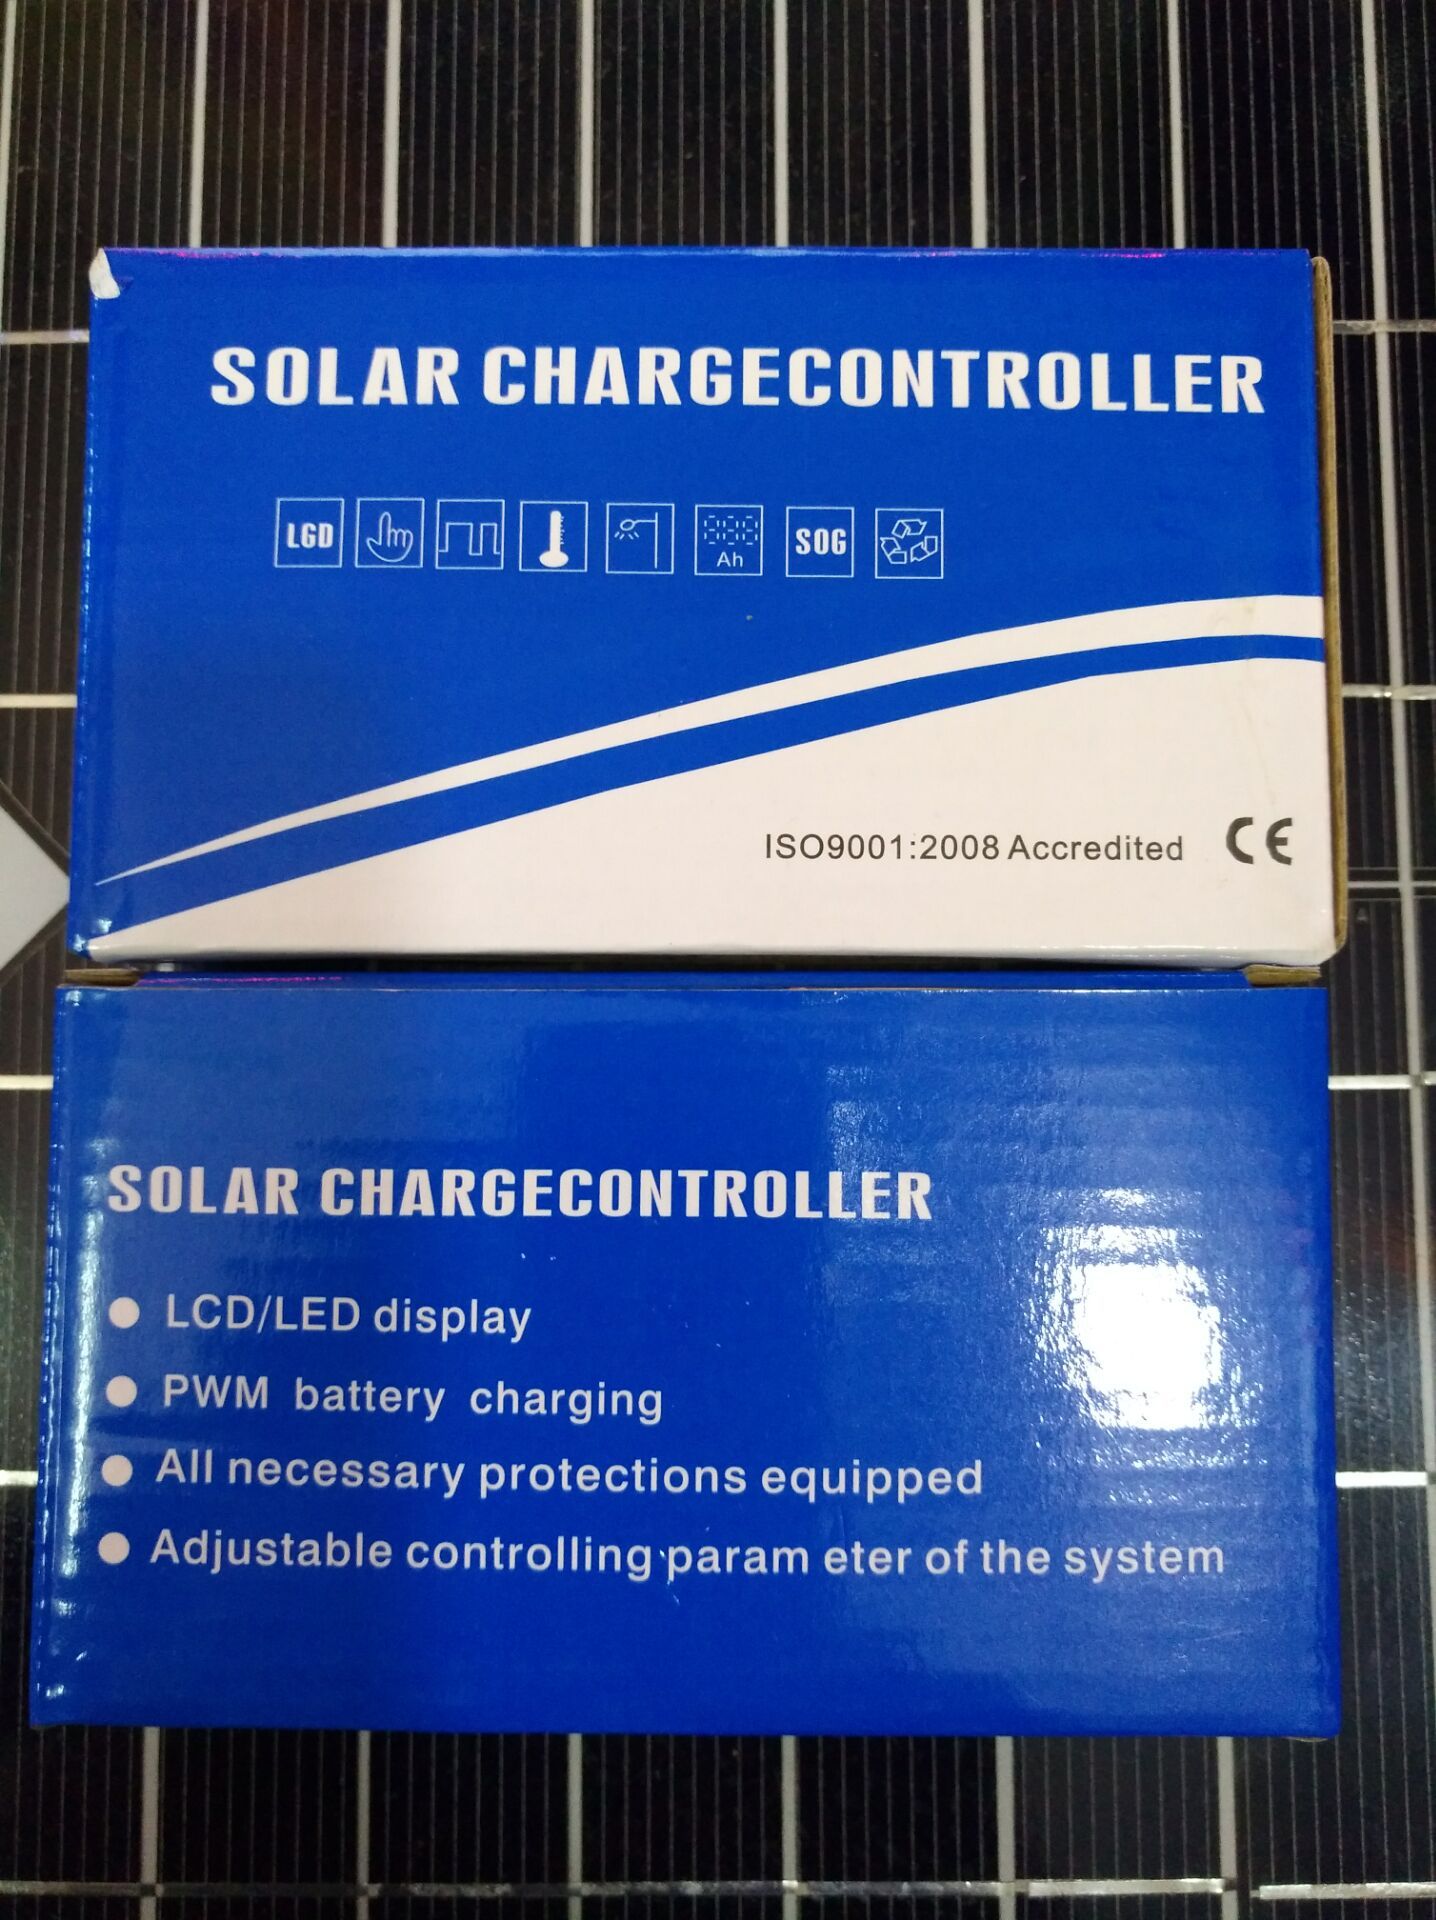 SOLAR CHARGECONTROLLER
LGD
Ah
SOG
ISO9001:2008 Accredited CE
SOLAR CHARGECONTROLLER
● LCD/LED display
● PWM battery charging
● All necessary protections equipped
● Adjustable controlling param eter of the system